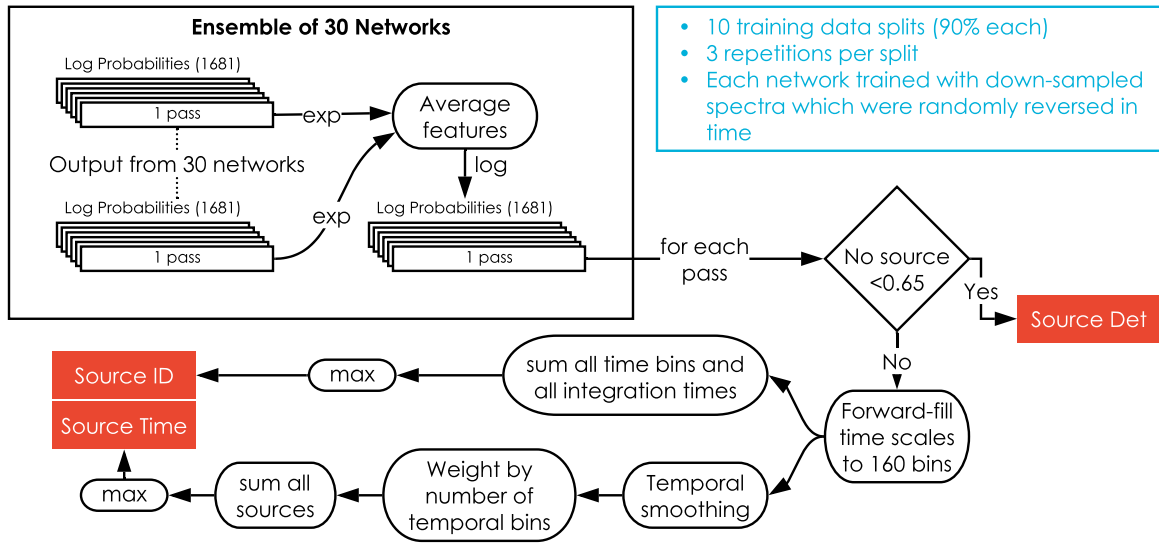 Ensemble of 30 Networks
Log Probabilities (1681)
1 pass
exp
Average
features
Output from 30 networks
log
Log Probabilities (1681)
1 pass
exp
Log Probabilities (1681)
1 pass
• 10 training data splits (90% each)
• 3 repetitions per split
• Each network trained with down-sampled
spectra which were randomly reversed in
time
for each
pass
No source
<0.65
Yes
Source Det
No
Forward-fill
time scales
to 160 bins
sum all time bins and
all integration times
max
Source ID
Source Time
Temporal
smoothing
Weight by
number of
temporal bins
sum all
sources
max